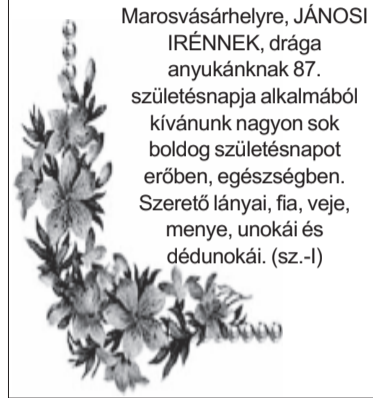 Marosvásárhelyre, JÁNOSI
IRÉNNEK, drága
anyukánknak 87.
születésnapja alkalmából
kívánunk nagyon sok
boldog születésnapot
erőben, egészségben.
Szerető lányai, fia, veje,
menye, unokái és
dédunokái. (sz.-I)